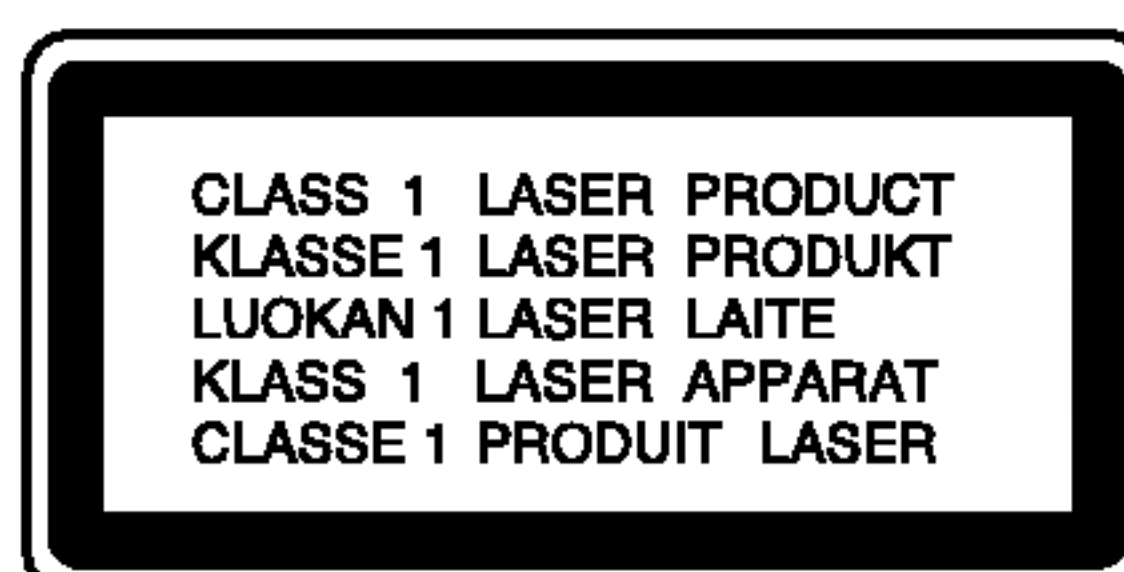 CLASS 1 LASER PRODUCT
KLASSE 1 LASER PRODUKT
LUOKAN 1 LASER LAITE
KLASS 1 LASER APPARAT
CLASSE 1 PRODUIT LASER